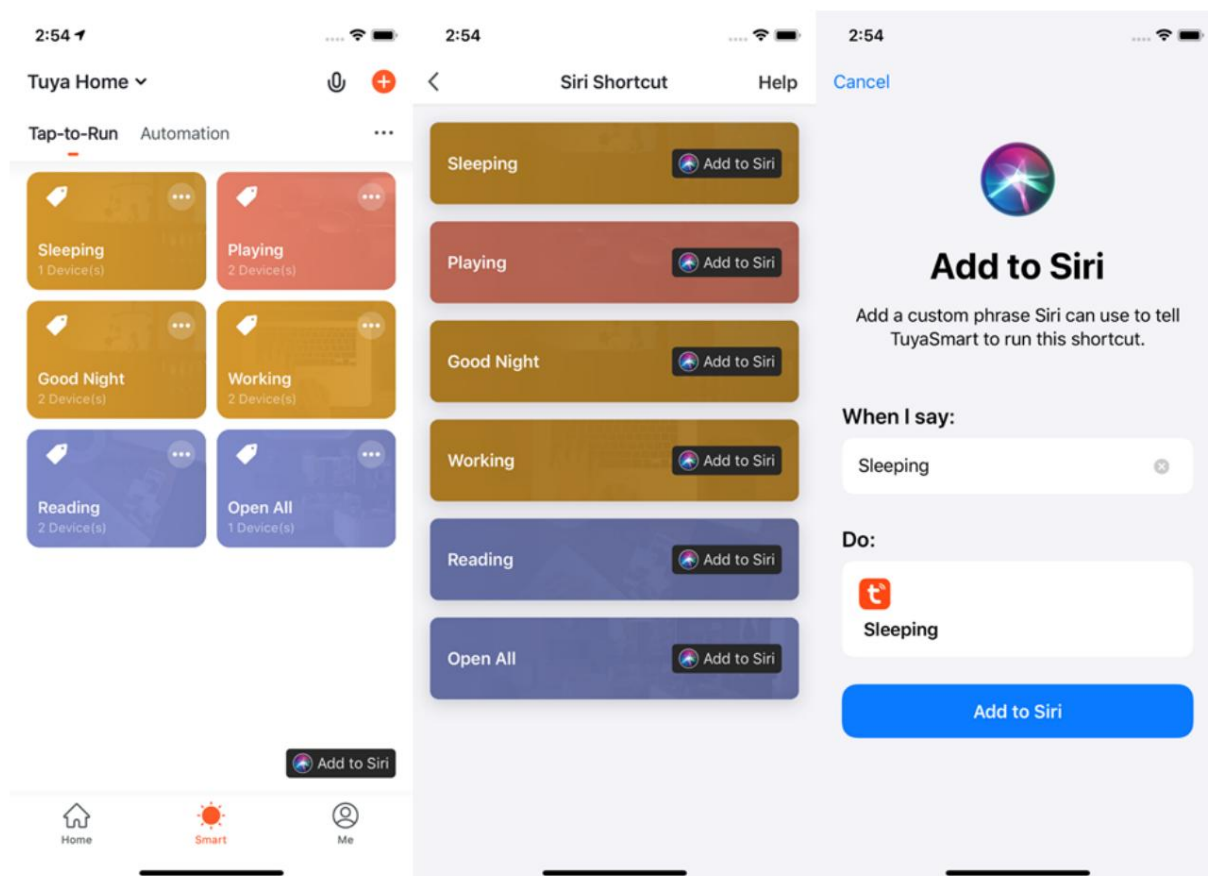 2:54
Tuya Home
Tap-to-Run Automation
Sleeping
1 Device(s)
Playing
2 Device(s)
Good Night
2 Device(s)
Working
2 Device(s)
Reading
2 Device(s)
Open All
1 Device(s)
Add to Siri
Home
Smart
Me
2:54
Siri Shortcut Help
Sleeping Add to Siri
Playing Add to Siri
Good Night Add to Siri
Working Add to Siri
Reading Add to Siri
Open All Add to Siri
2:54
Cancel
Add to Siri
Add a custom phrase Siri can use to tell
TuyaSmart to run this shortcut.
When I say:
Sleeping
Do:
Sleeping
Add to Siri